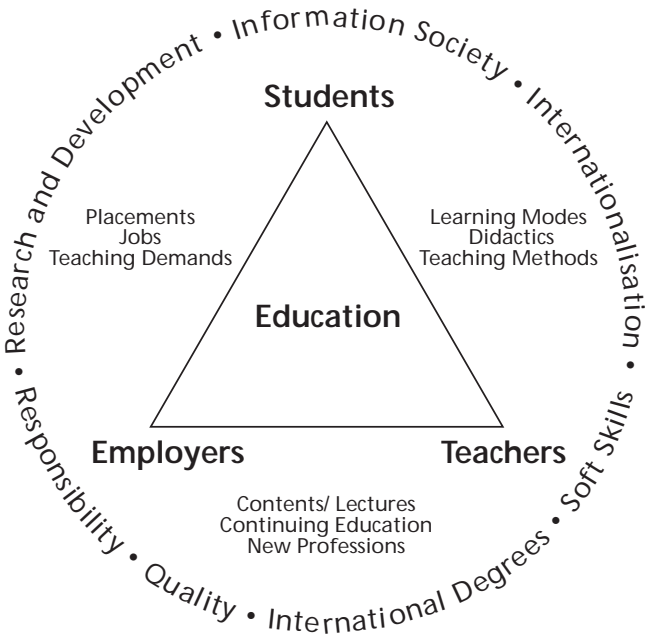 Research and Development • Information Society • Internationalisation •
Students
Placements
Jobs
Teaching Demands
Learning Modes
Didactics
Teaching Methods
Education
Employers
Teachers
Contents/ Lectures
Continuing Education
New Professions
• Responsibility • Quality • International Degrees • Soft Skills